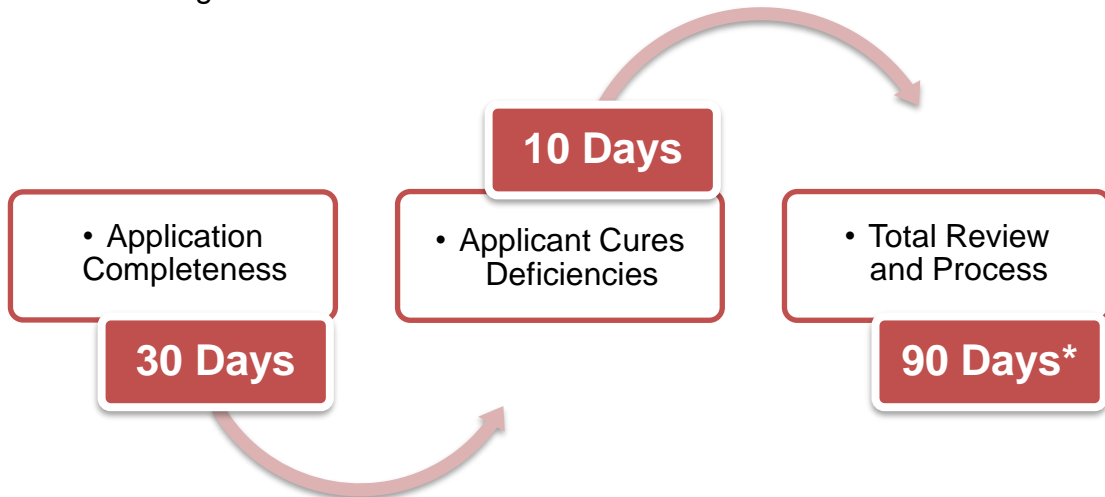 • Application
Completeness
30 Days
10 Days
• Applicant Cures
Deficiencies
• Total Review
and Process
90 Days*